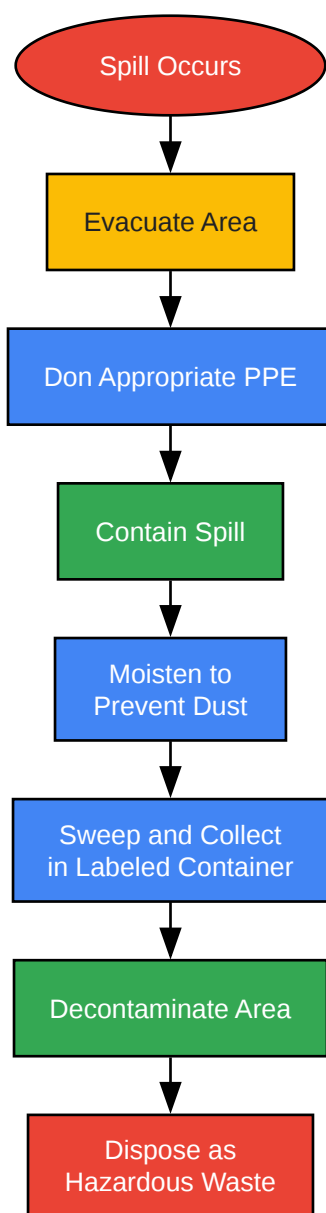 Spill Occurs
Evacuate Area
Don Appropriate PPE
Contain Spill
Moisten to
Prevent Dust
Sweep and Collect
in Labeled Container
Decontaminate Area
Dispose as
Hazardous Waste